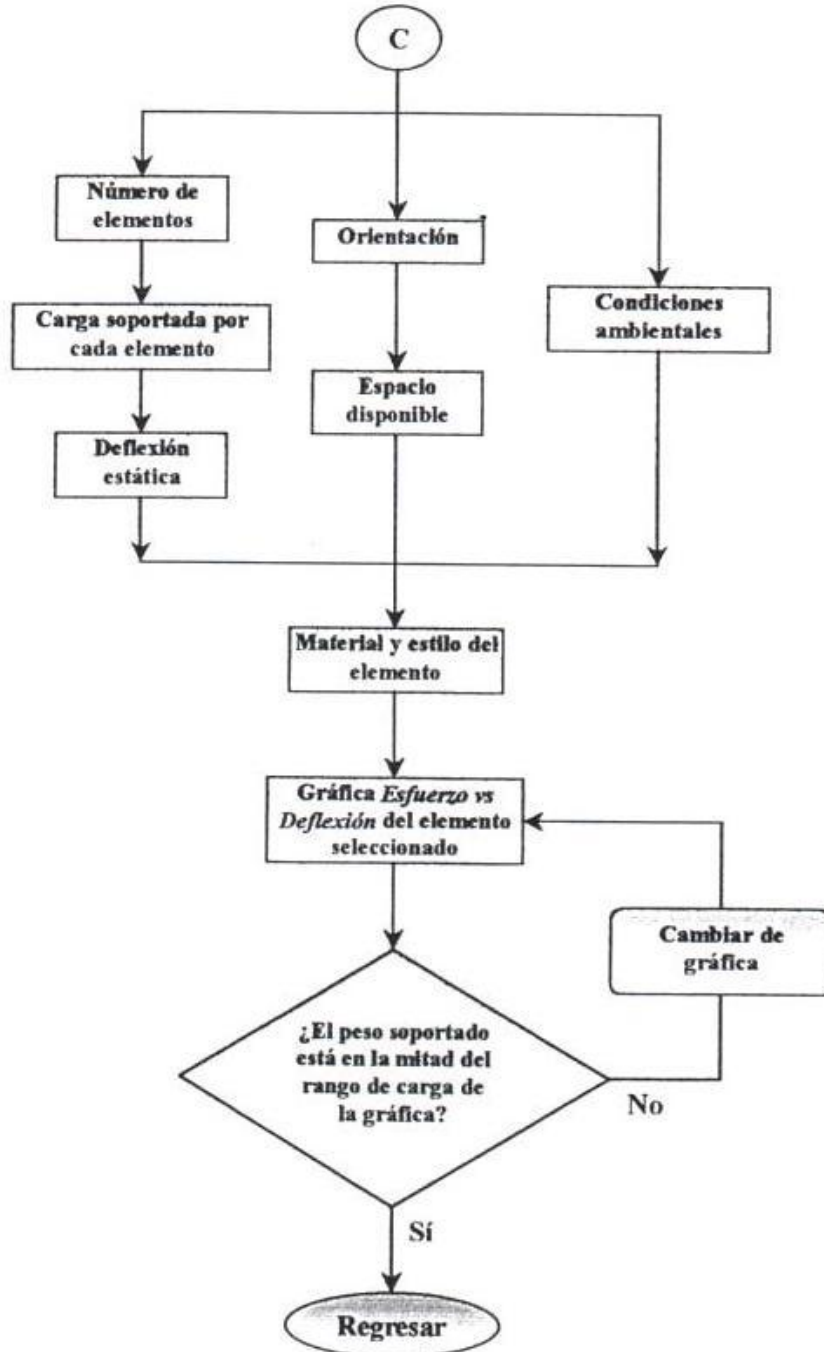 C
Número de
elementos
Carga soportada por
cada elemento
Deflexión
estática
Orientación
Espacio
disponible
Condiciones
ambientales
Material y estilo del
elemento
Gráfica Esfuerzo vs
Deflexión del elemento
seleccionado
Cambiar de
gráfica
¿El peso soportado
está en la mitad del
rango de carga de
la gráfica?
No
Sí
Regresar